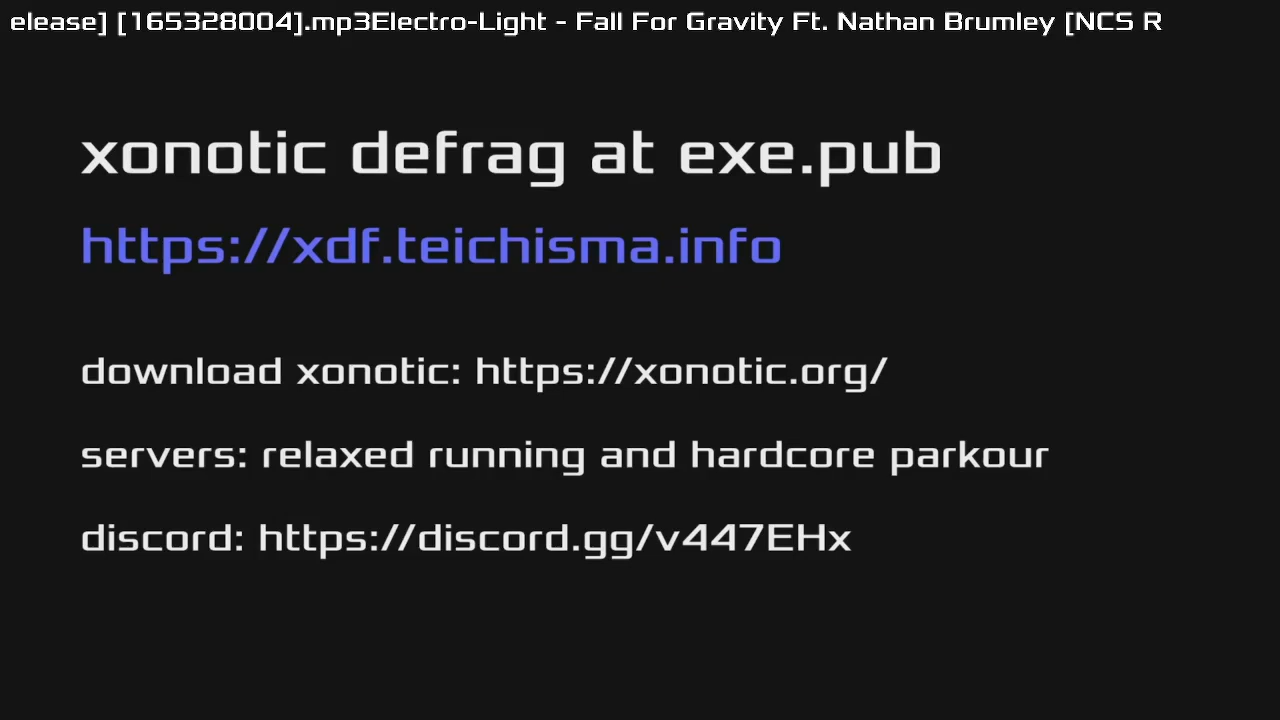 elease] [165328004].mp3Electro-Light - Fall For Gravity Ft. Nathan Brumley [NCS R
xonotic defrag at exe.pub
https://xdf.teichisma.info
download xonotic: https://xonotic.org/
servers: relaxed running and hardcore parkour
discord: https://discord.gg/v447EHx